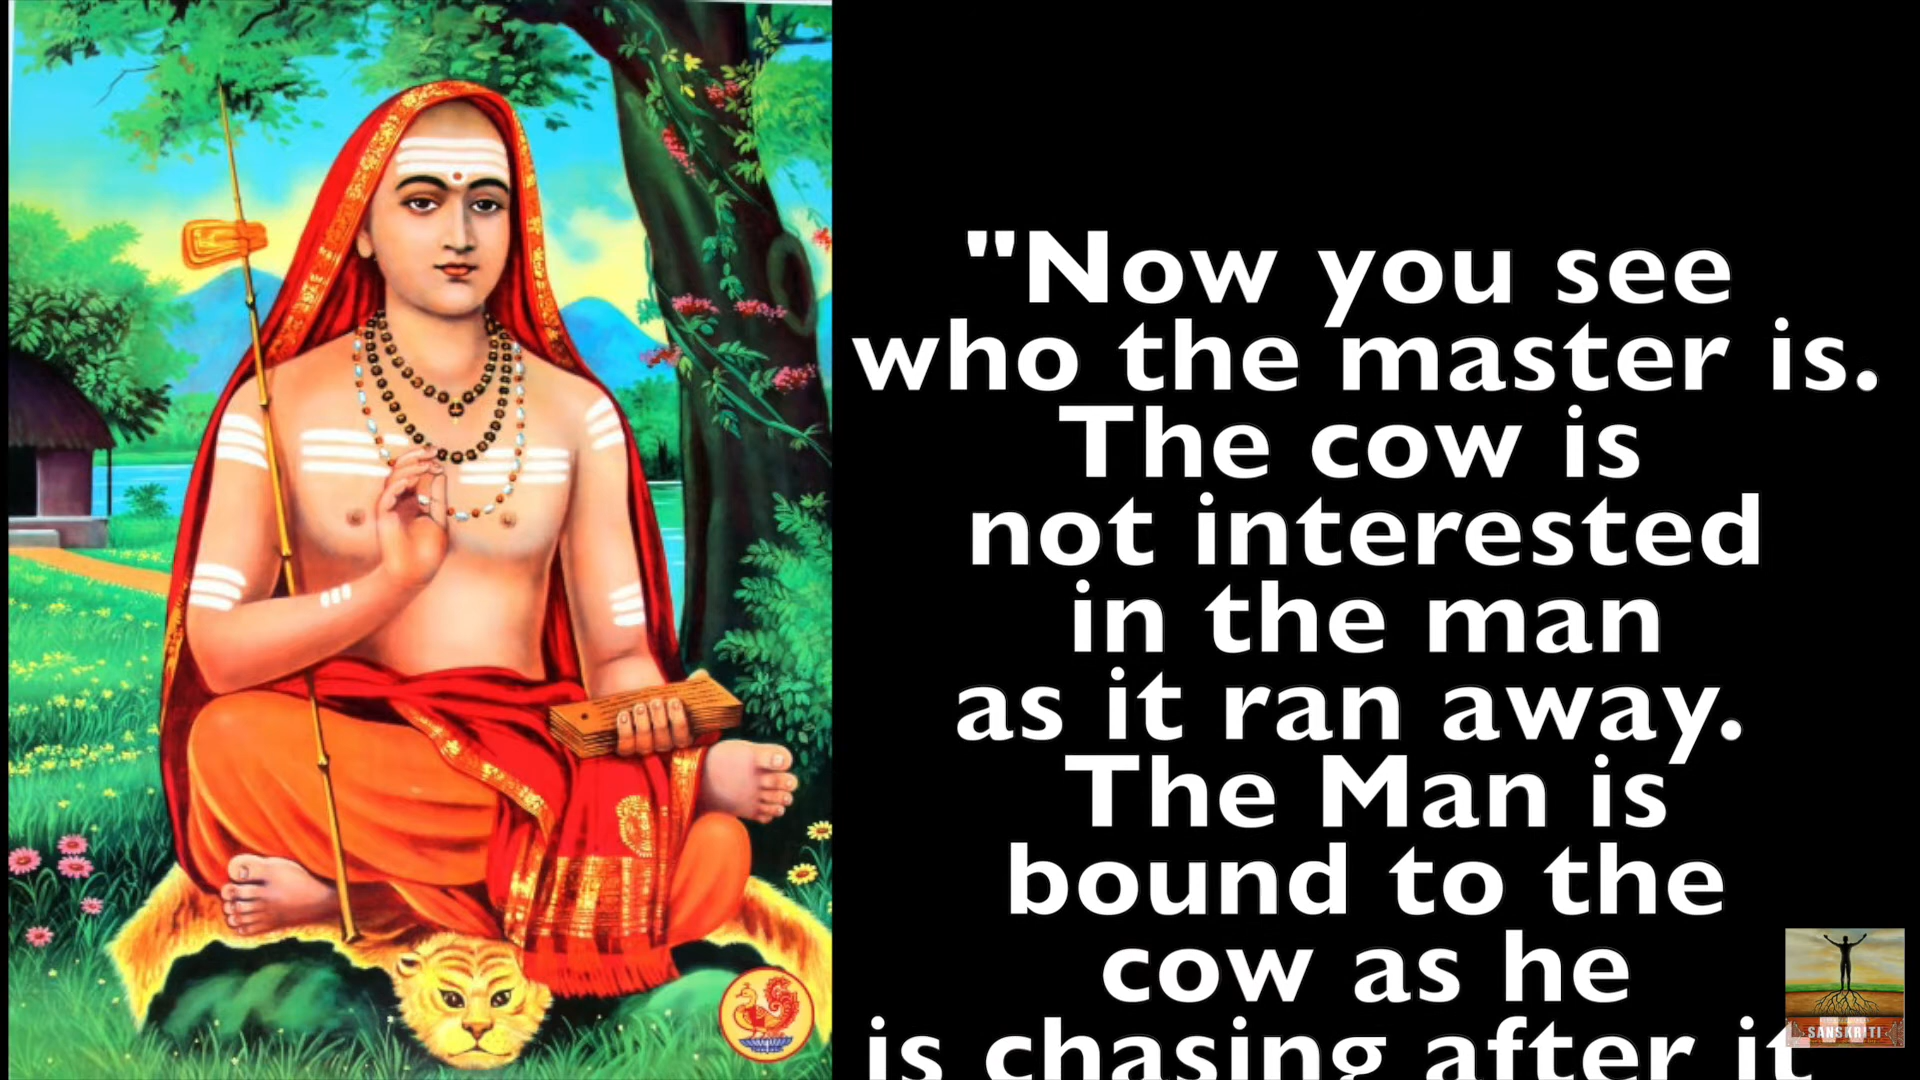 "Now you see
who the master is.
The cow is
not interested
in the man
as it ran away.
The Man is
bound to the
cow as he
is chasing after it
SANSKRITI